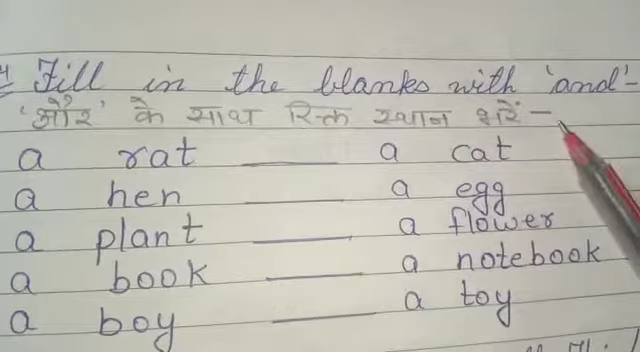 Fill in the blanks with 'and' –
'और' के साथ रिक्त स्थान भरें –
a rat ____ a cat
a hen ____ a egg
a plant ____ a flower
a book ____ a notebook
a boy ____ a toy